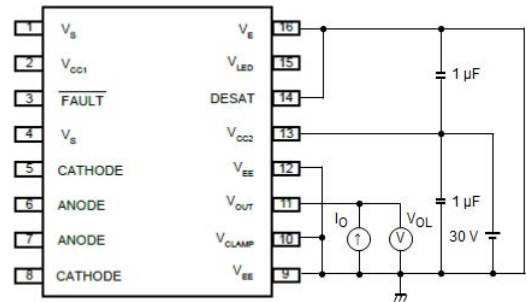 1 V_S V_E 16
2 V_CC1 V_LED 15
3 FAULT DESAT 14
4 V_S V_CC2 13
5 CATHODE V_EE 12
6 ANODE V_OUT 11
7 ANODE V_CLAMP 10
8 CATHODE V_EE 9
1 µF
1 µF
30 V
I_O ↑
V_OL V